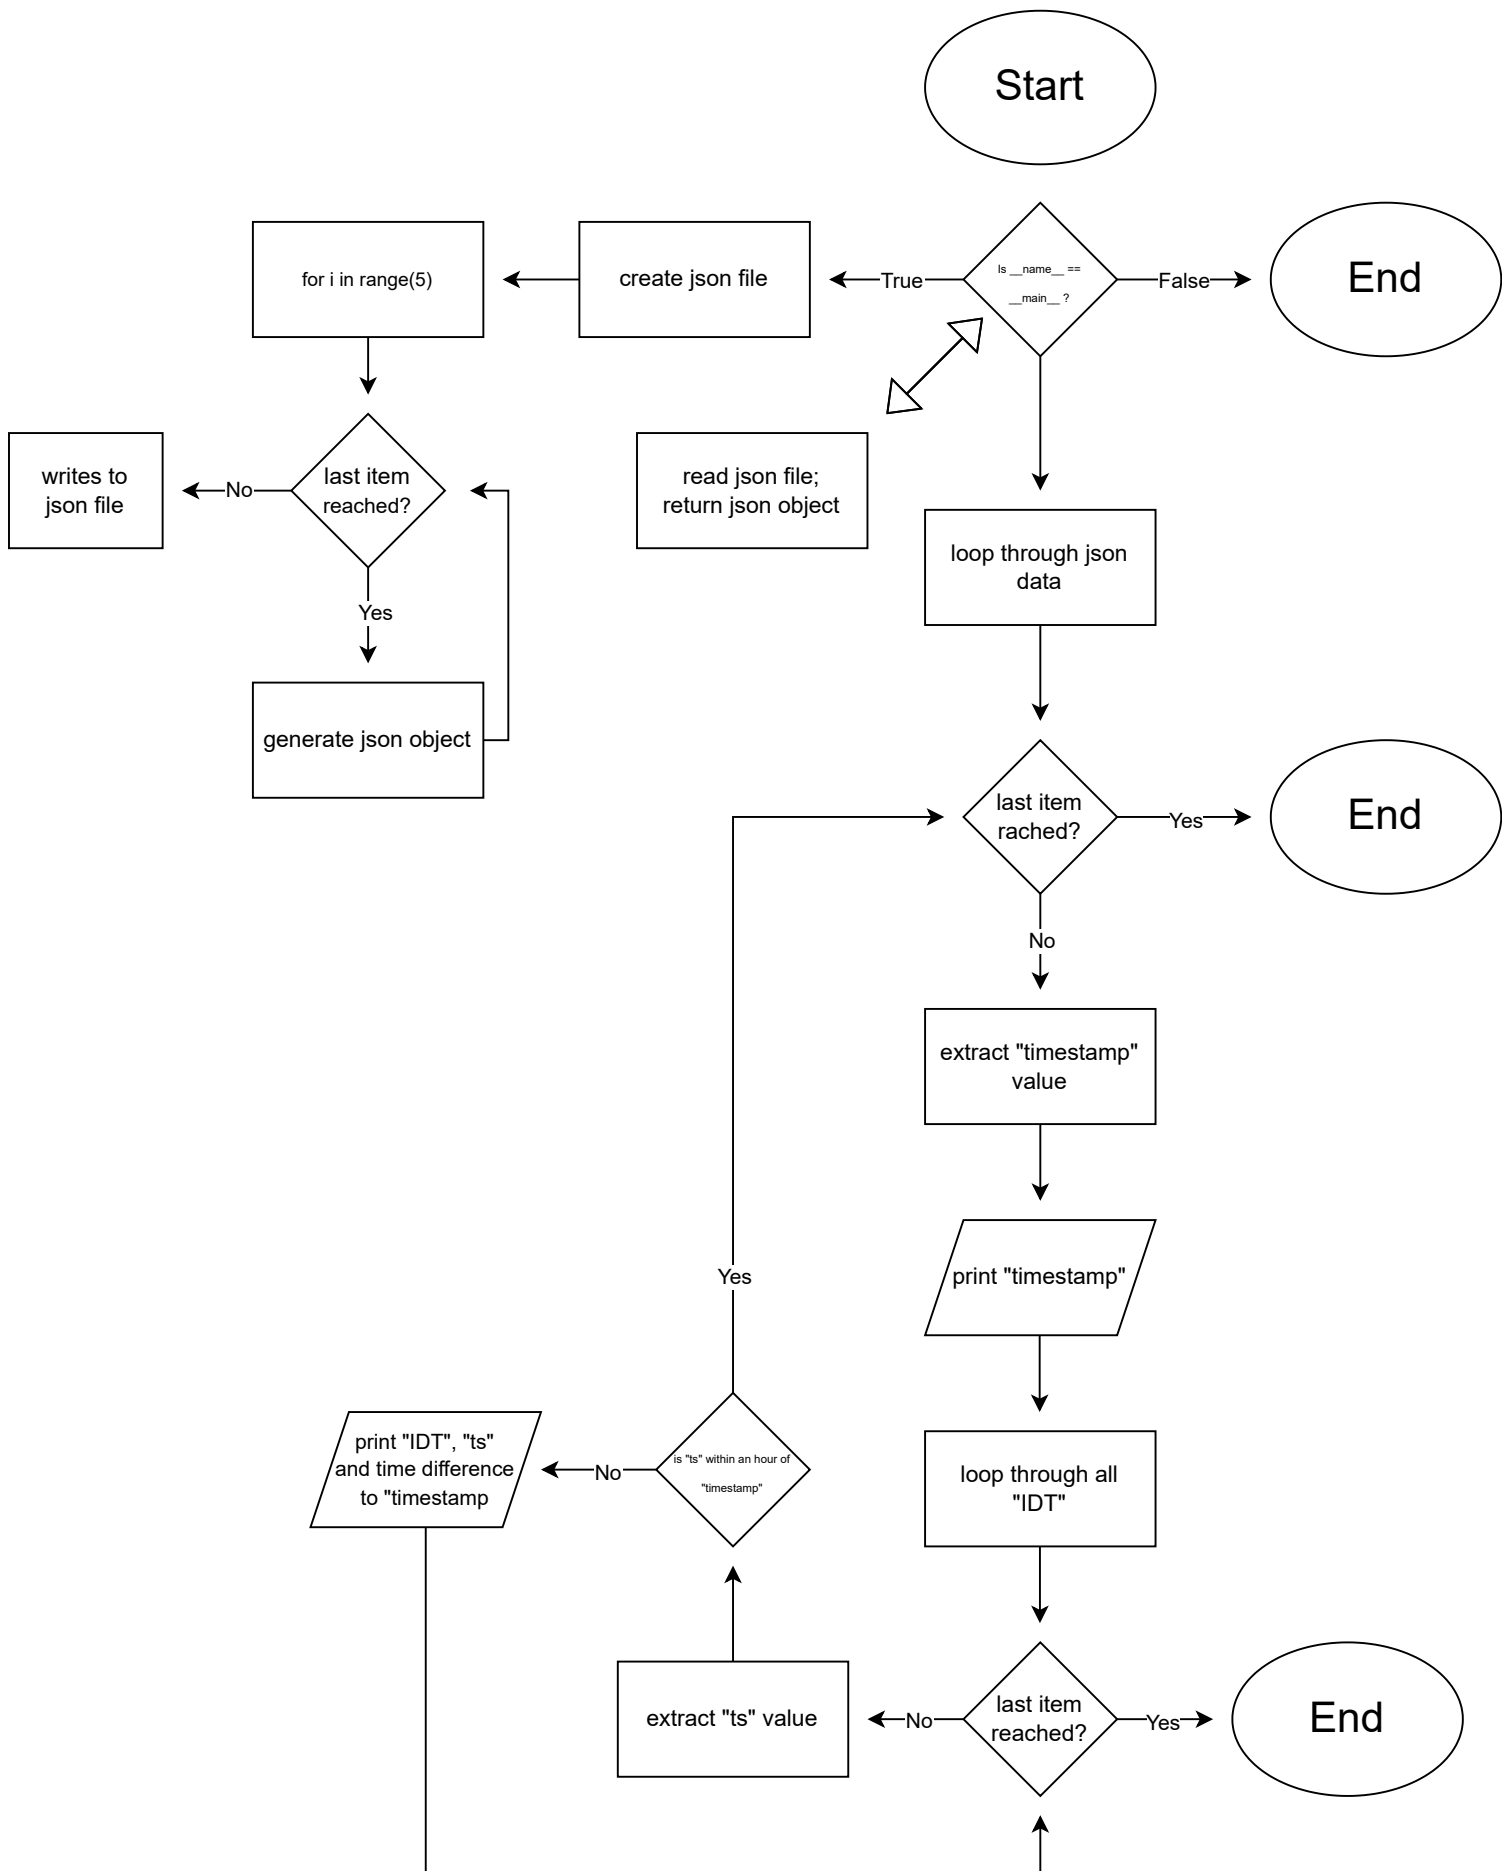 Start
for i in range(5)
create json file
True
Is __name__ ==
__main__ ?
False
End
writes to
json file
No
last item
reached?
read json file;
return json object
loop through json
data
Yes
generate json object
last item
rached?
Yes
End
No
extract "timestamp"
value
print "timestamp"
Yes
print "IDT", "ts"
and time difference
to "timestamp
No
is "ts" within an hour of
"timestamp"
loop through all
"IDT"
extract "ts" value
No
last item
reached?
Yes
End